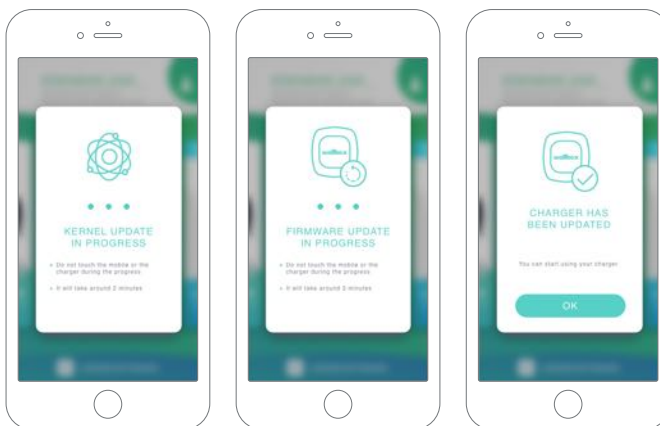 KERNEL UPDATE
IN PROGRESS
Do not touch the mobile or the
charger during the progress
It will take around 2 minutes
FIRMWARE UPDATE
IN PROGRESS
Do not touch the mobile or the
charger during the progress
It will take around 3 minutes
CHARGER HAS
BEEN UPDATED
You can start using your charger
OK